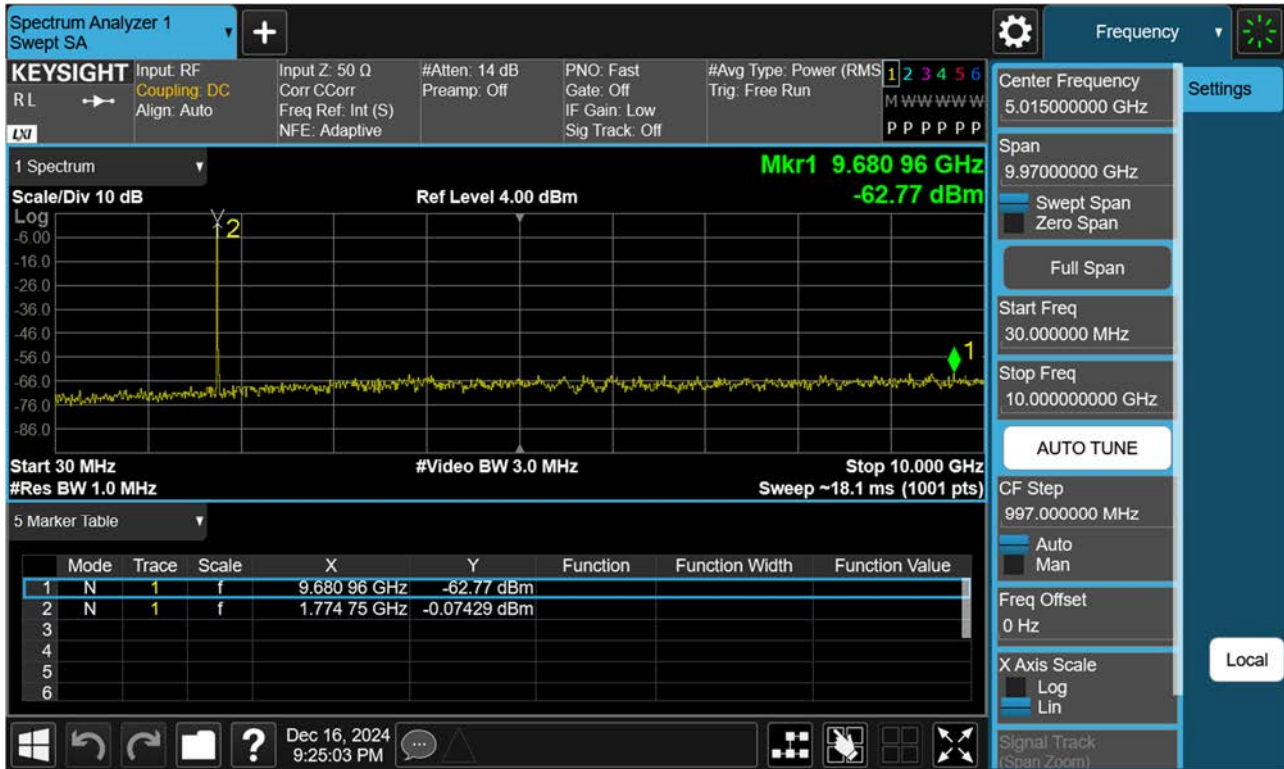 Spectrum Analyzer 1
Swept SA
+
Frequency
KEYSIGHT
RL
LXI
Input: RF
Coupling: DC
Align: Auto
Input Z: 50 Ω
Corr CCorr
Freq Ref: Int (S)
NFE: Adaptive
#Atten: 14 dB
Preamp: Off
PNO: Fast
Gate: Off
IF Gain: Low
Sig Track: Off
#Avg Type: Power (RMS
Trig: Free Run
1 2 3 4 5 6
M W W W W W
P P P P P P
1 Spectrum
Scale/Div 10 dB
Ref Level 4.00 dBm
Mkr1 9.680 96 GHz
-62.77 dBm
Log
-6.00
-16.0
-26.0
-36.0
-46.0
-56.0
-66.0
-76.0
-86.0
2
1
Start 30 MHz
#Video BW 3.0 MHz
Stop 10.000 GHz
#Res BW 1.0 MHz
Sweep ~18.1 ms (1001 pts)
5 Marker Table
Mode Trace Scale X Y Function Function Width Function Value
1 N 1 f 9.680 96 GHz -62.77 dBm
2 N 1 f 1.774 75 GHz -0.07429 dBm
3
4
5
6
?
Dec 16, 2024
9:25:03 PM
Center Frequency
5.015000000 GHz
Settings
Span
9.97000000 GHz
Swept Span
Zero Span
Full Span
Start Freq
30.000000 MHz
Stop Freq
10.000000000 GHz
AUTO TUNE
CF Step
997.000000 MHz
Auto
Man
Freq Offset
0 Hz
X Axis Scale
Log
Lin
Local
Signal Track
(Span Zoom)